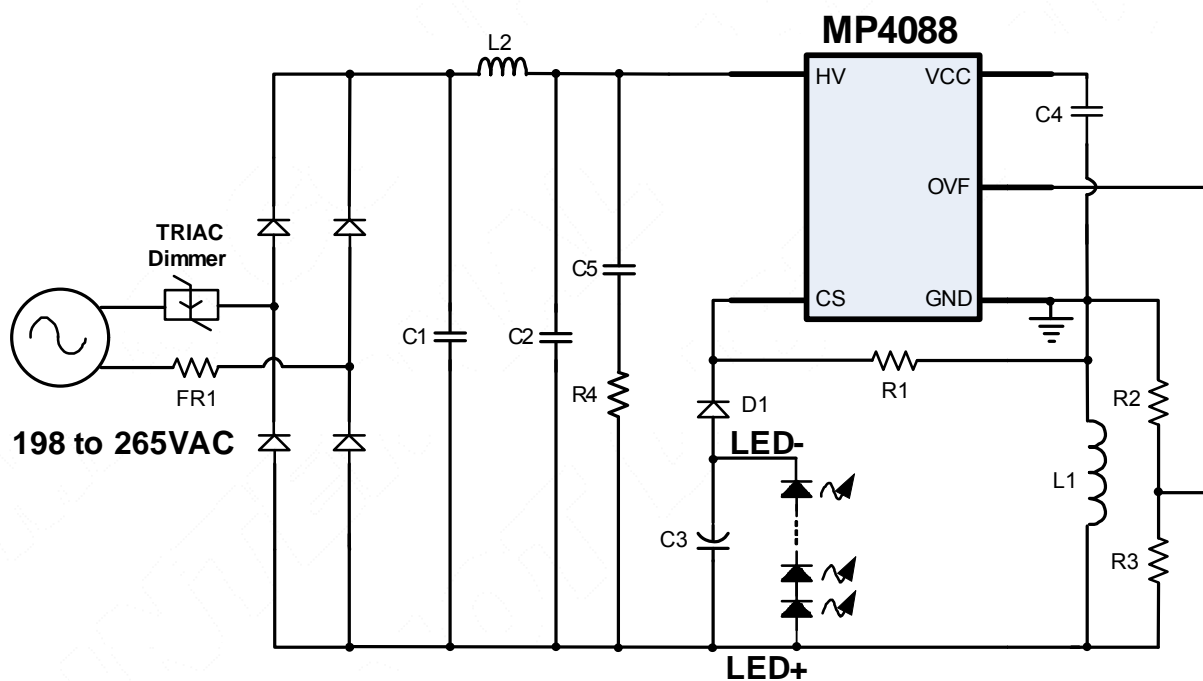 MP4088
L2
HV
VCC
C4
OVF
TRIAC
Dimmer
C5
CS
GND
C1
C2
R1
FR1
R4
D1
R2
198 to 265VAC
LED-
L1
C3
R3
LED+